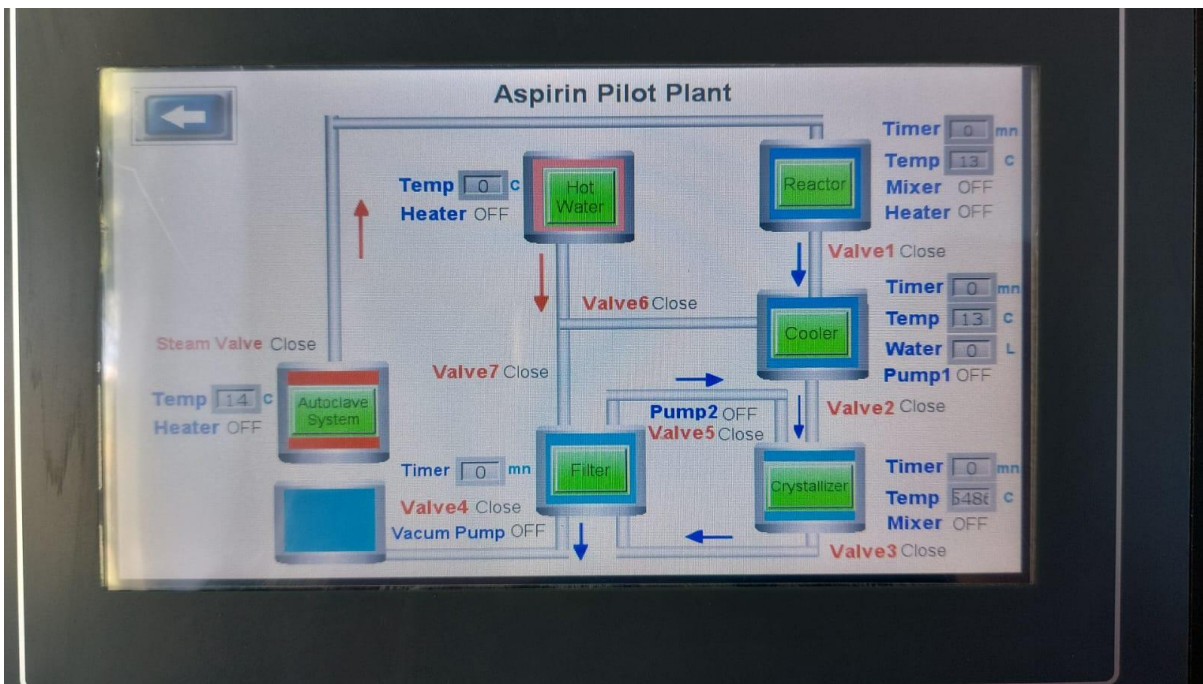 Aspirin Pilot Plant
Timer 0 mn
Temp 13 C
Mixer OFF
Heater OFF
Reactor
Temp 0 C
Heater OFF
Hot
Water
Valve1 Close
Timer 0 mn
Temp 13 C
Water 0 L
Pump1 OFF
Cooler
Valve6 Close
Steam Valve Close
Valve7 Close
Temp 14 C
Heater OFF
Autoclave
System
Pump2 OFF
Valve5 Close
Valve2 Close
Timer 0 mn
Filter
Valve4 Close
Vacum Pump OFF
Crystallizer
Timer 0 mn
Temp C
Mixer OFF
Valve3 Close